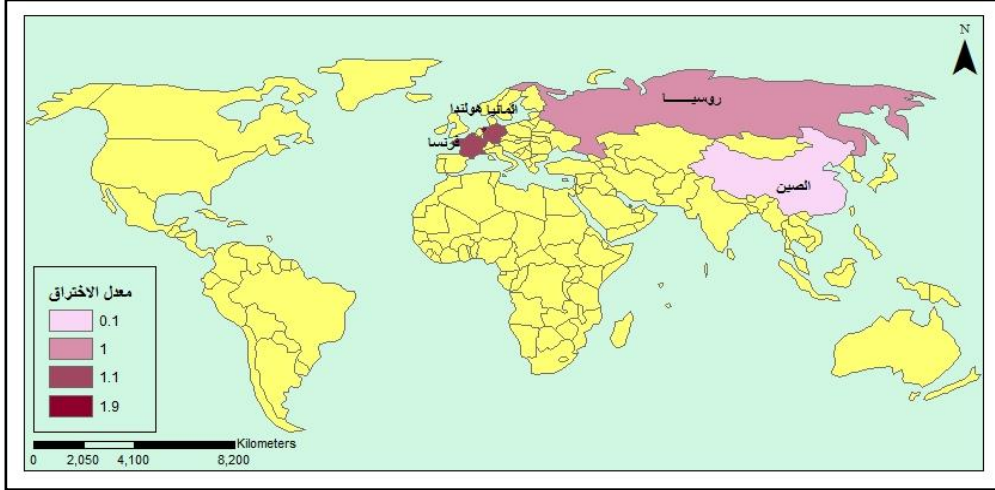 N
روسيـــــا
المانيا هولندا
فرنسا
الصين
معدل الاختراق
0.1
1
1.1
1.9
Kilometers
0 2,050 4,100 8,200